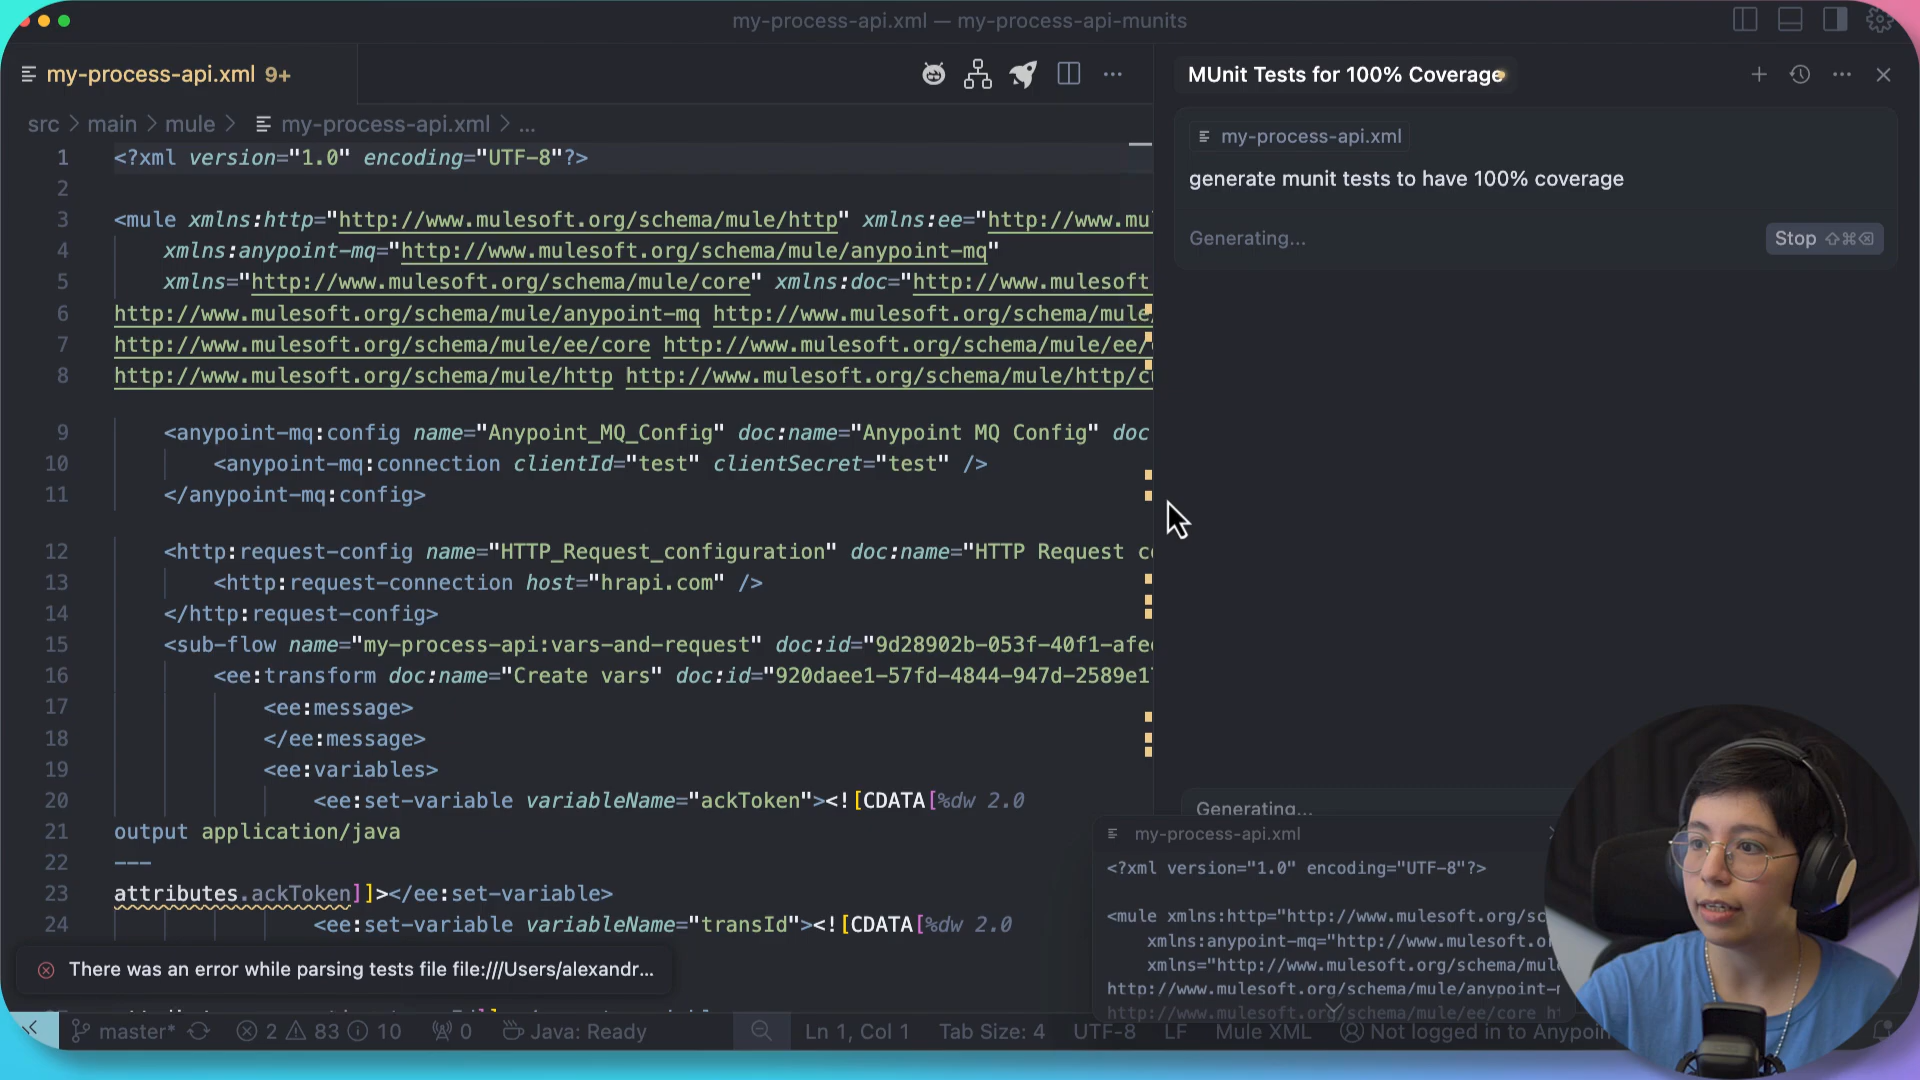 my-process-api.xml — my-process-api-munits
my-process-api.xml 9+
src > main > mule > my-process-api.xml > ...
1 <?xml version="1.0" encoding="UTF-8"?>
2
3 <mule xmlns:http="http://www.mulesoft.org/schema/mule/http" xmlns:ee="http://www.mu
4 xmlns:anypoint-mq="http://www.mulesoft.org/schema/mule/anypoint-mq"
5 xmlns="http://www.mulesoft.org/schema/mule/core" xmlns:doc="http://www.mulesoft
6 http://www.mulesoft.org/schema/mule/anypoint-mq http://www.mulesoft.org/schema/mule/
7 http://www.mulesoft.org/schema/mule/ee/core http://www.mulesoft.org/schema/mule/ee/
8 http://www.mulesoft.org/schema/mule/http http://www.mulesoft.org/schema/mule/http/cu
9 <anypoint-mq:config name="Anypoint_MQ_Config" doc:name="Anypoint MQ Config" doc
10 <anypoint-mq:connection clientId="test" clientSecret="test" />
11 </anypoint-mq:config>
12 <http:request-config name="HTTP_Request_configuration" doc:name="HTTP Request co
13 <http:request-connection host="hrapi.com" />
14 </http:request-config>
15 <sub-flow name="my-process-api:vars-and-request" doc:id="9d28902b-053f-40f1-afe
16 <ee:transform doc:name="Create vars" doc:id="920daee1-57fd-4844-947d-2589e1
17 <ee:message>
18 </ee:message>
19 <ee:variables>
20 <ee:set-variable variableName="ackToken"><![CDATA[%dw 2.0
21 output application/java
22 ---
23 attributes.ackToken]]></ee:set-variable>
24 <ee:set-variable variableName="transId"><![CDATA[%dw 2.0
There was an error while parsing tests file file:///Users/alexandr...
master* 2 83 10 0 Java: Ready Ln 1, Col 1 Tab Size: 4 UTF-8 LF Mule XML Not logged in to Anypoin
MUnit Tests for 100% Coverage
my-process-api.xml
generate munit tests to have 100% coverage
Generating...
Stop ⇧⌘⌫
Generating...
my-process-api.xml
<?xml version="1.0" encoding="UTF-8"?>
<mule xmlns:http="http://www.mulesoft.org/sc
xmlns:anypoint-mq="http://www.mulesoft.o
xmlns="http://www.mulesoft.org/schema/mul
http://www.mulesoft.org/schema/mule/anypoint-
http://www.mulesoft.org/schema/mule/ee/core ht